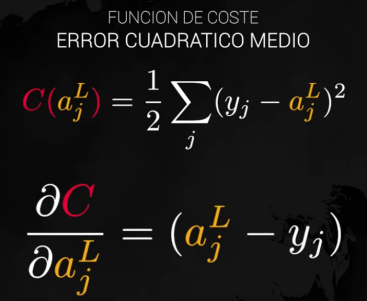 FUNCION DE COSTE
ERROR CUADRATICO MEDIO
C(a_j^L) = \frac{1}{2} \sum_j (y_j - a_j^L)^2
\frac{\partial C}{\partial a_j^L} = (a_j^L - y_j)